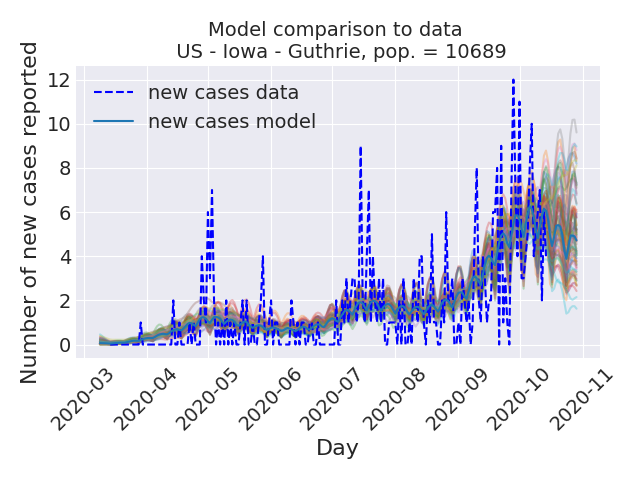 Model comparison to data
US - Iowa - Guthrie, pop. = 10689
Number of new cases reported
12
10
8
6
4
2
0
new cases data
new cases model
2020-03
2020-04
2020-05
2020-06
2020-07
2020-08
2020-09
2020-10
2020-11
Day